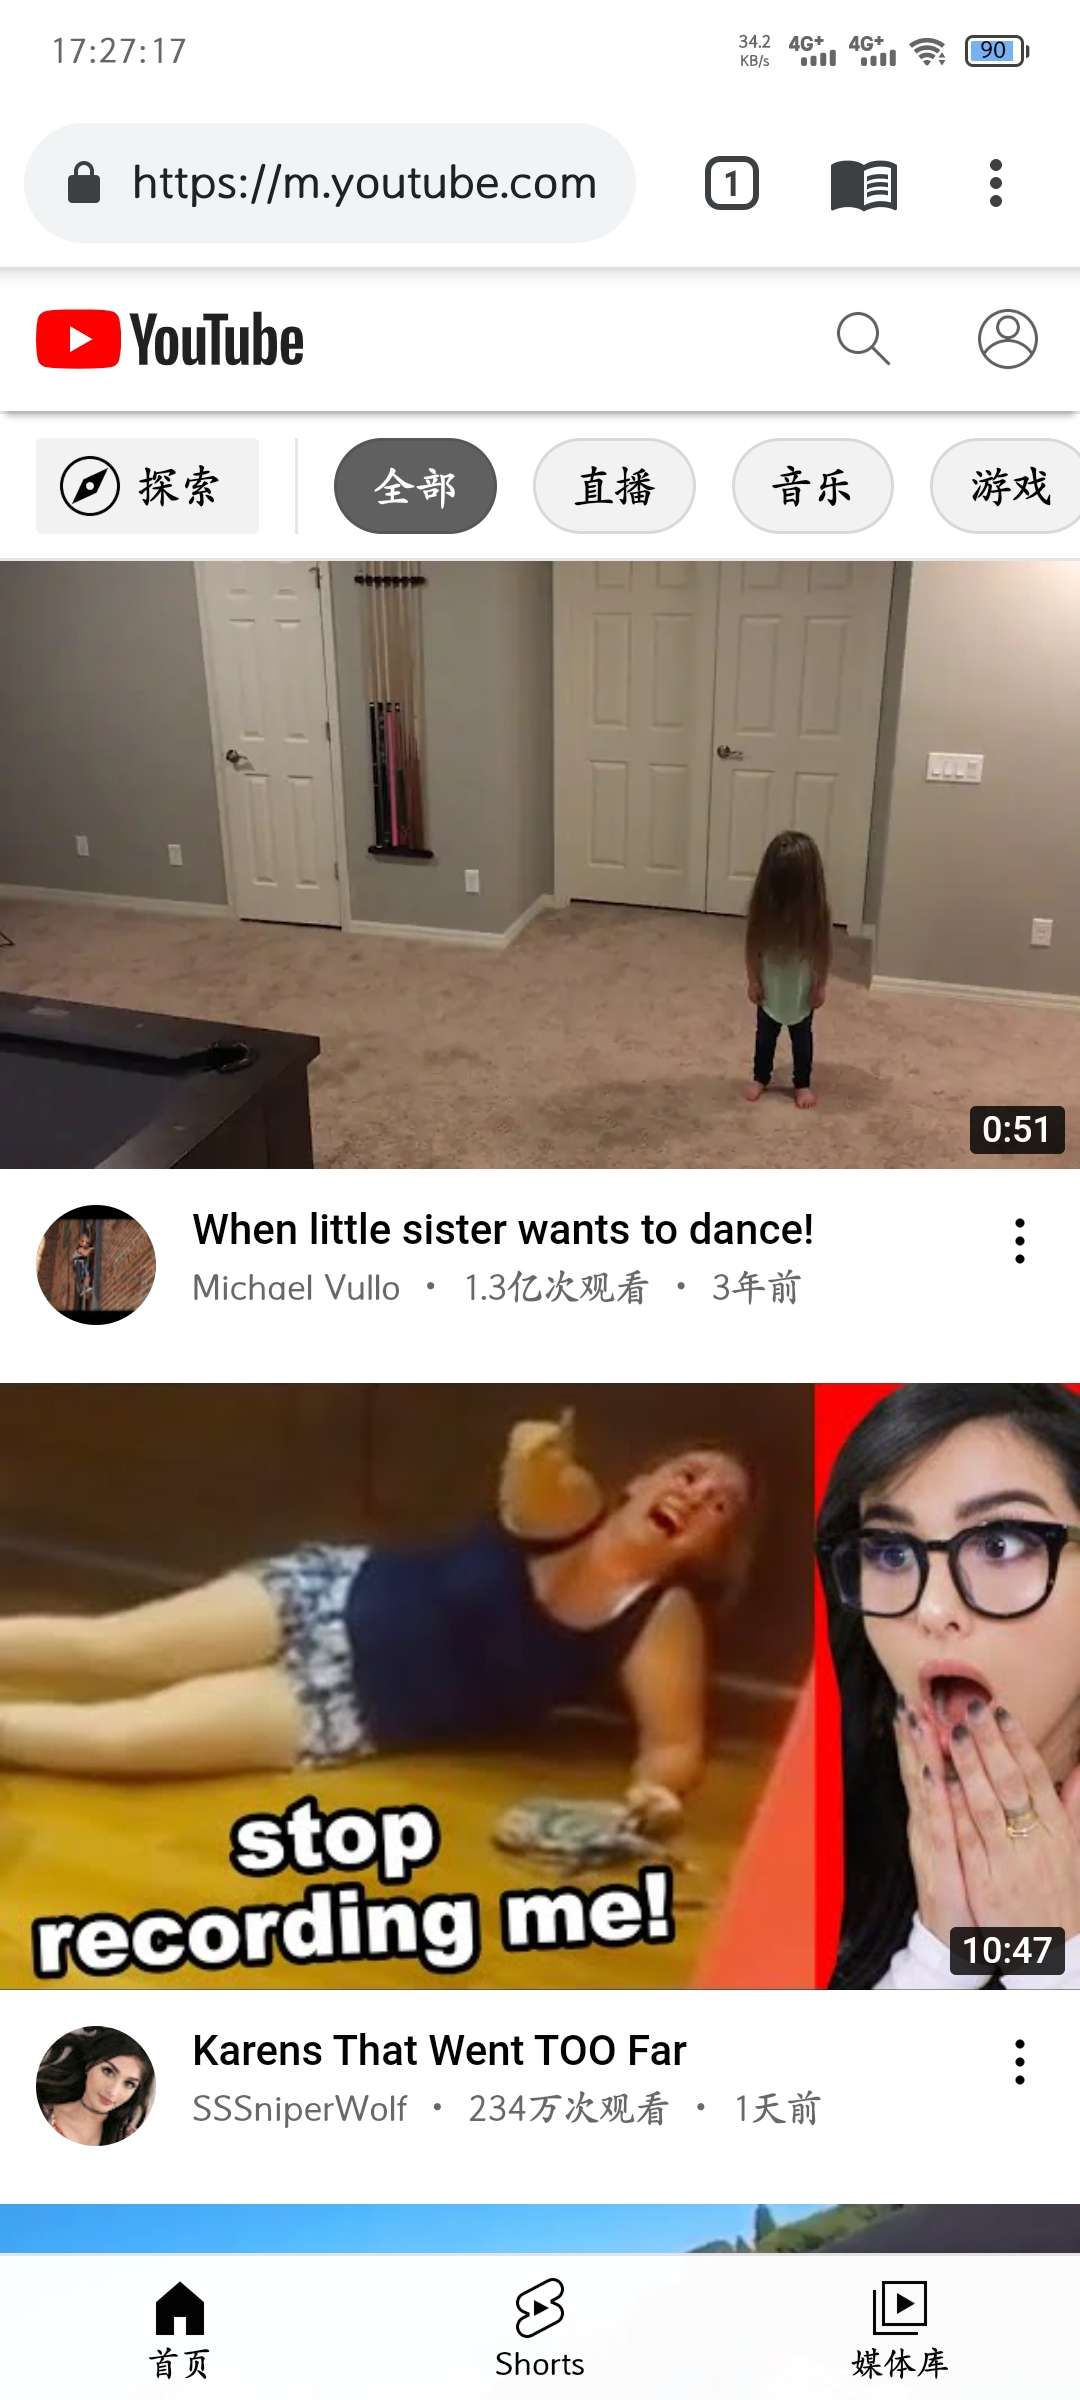 17:27:17
34.2 KB/s 4G+ 4G+ 90
https://m.youtube.com 1
YouTube
探索 全部 直播 音乐 游戏
0:51
When little sister wants to dance!
Michael Vullo • 1.3亿次观看 • 3年前
stop
recording me!
10:47
Karens That Went TOO Far
SSSniperWolf • 234万次观看 • 1天前
首页 Shorts 媒体库